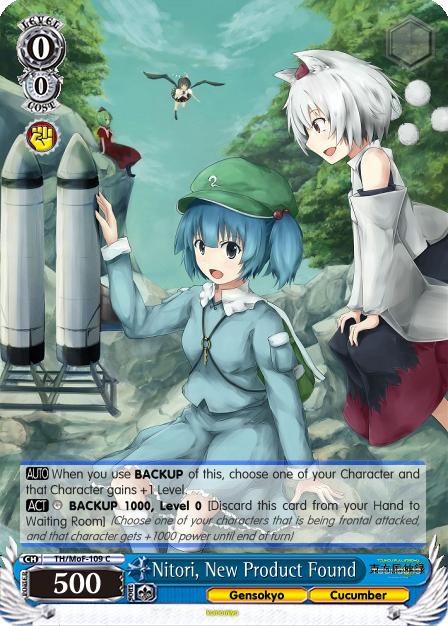 LEVEL
0
0
COST
2
AUTO When you use BACKUP of this, choose one of your Character and
that Character gains +1 Level.
ACT BACKUP 1000, Level 0 [Discard this card from your Hand to
Waiting Room] (Choose one of your characters that is being frontal attacked,
and that character gets +1000 power until end of turn)
CH TH/MoF-109 C
POWER 500 SOUL Nitori, New Product Found
Gensokyo Cucumber